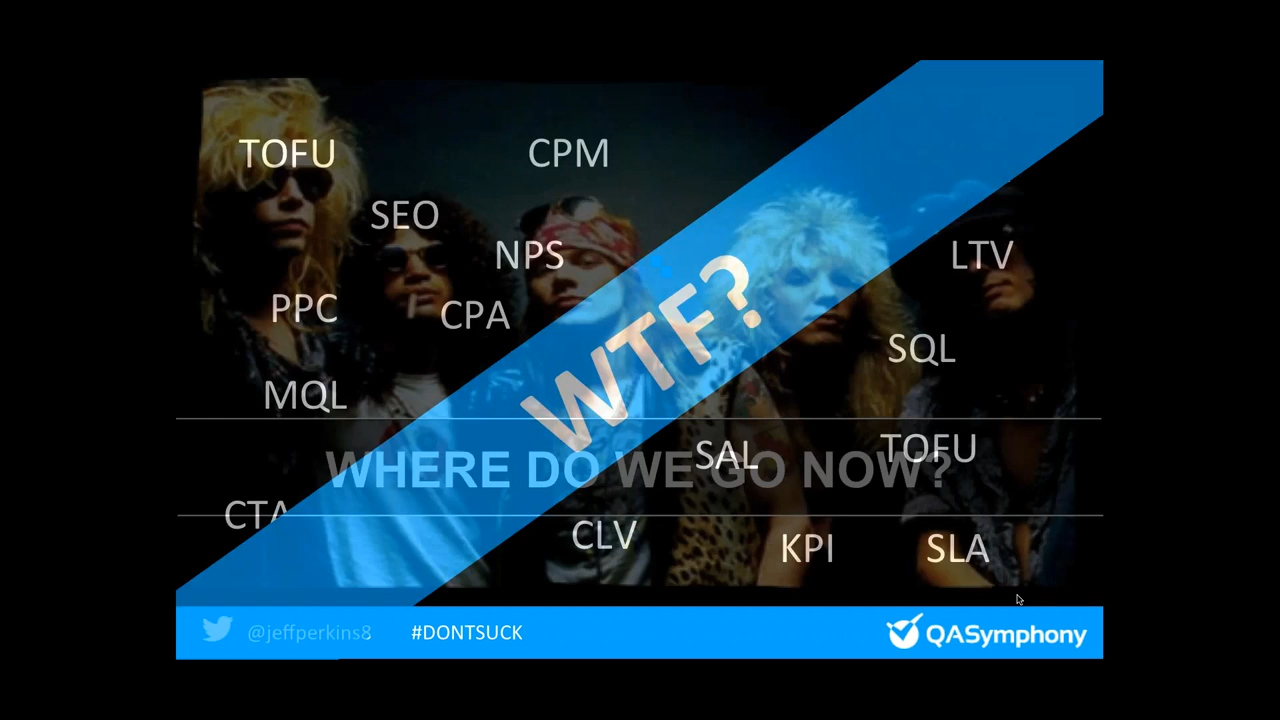 TOFU
CPM
SEO
NPS
LTV
PPC
CPA
WTF?
SQL
MQL
SAL
TOFU
WHERE DO WE GO NOW?
CTA
CLV
KPI
SLA
@jeffperkins8
#DONTSUCK
QASymphony